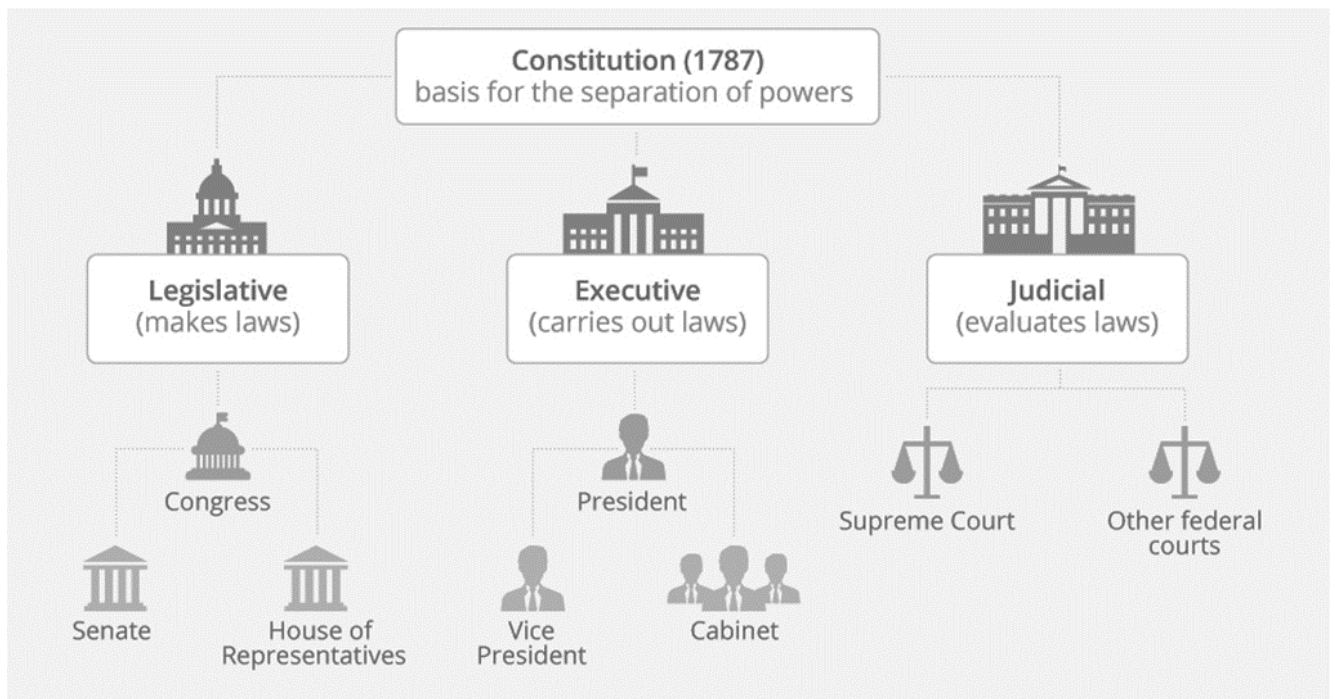 Constitution (1787)
basis for the separation of powers
Legislative
(makes laws)
Executive
(carries out laws)
Judicial
(evaluates laws)
Congress
President
Supreme Court
Other federal
courts
Senate
House of
Representatives
Vice
President
Cabinet